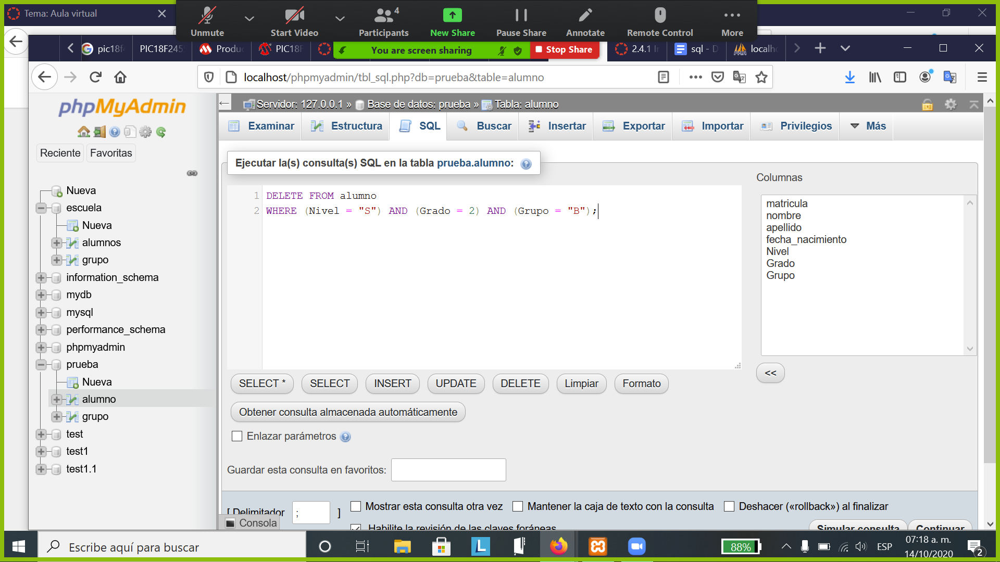 Tema: Aula virtual
Unmute
Start Video
Participants
4
New Share
Pause Share
Annotate
Remote Control
More
pic18f
PIC18F245
Produ
PIC18F
You are screen sharing
Stop Share
2.4.1 In
sql - D
localho
localhost/phpmyadmin/tbl_sql.php?db=prueba&table=alumno
phpMyAdmin
Reciente
Favoritas
Nueva
escuela
Nueva
alumnos
grupo
information_schema
mydb
mysql
performance_schema
phpmyadmin
prueba
Nueva
alumno
grupo
test
test1
test1.1
Servidor: 127.0.0.1 » Base de datos: prueba » Tabla: alumno
Examinar
Estructura
SQL
Buscar
Insertar
Exportar
Importar
Privilegios
Más
Ejecutar la(s) consulta(s) SQL en la tabla prueba.alumno:
1 DELETE FROM alumno
2 WHERE (Nivel = "S") AND (Grado = 2) AND (Grupo = "B");
Columnas
matricula
nombre
apellido
fecha_nacimiento
Nivel
Grado
Grupo
<<
SELECT *
SELECT
INSERT
UPDATE
DELETE
Limpiar
Formato
Obtener consulta almacenada automáticamente
Enlazar parámetros
Guardar esta consulta en favoritos:
[ Delimitador ; ]
Mostrar esta consulta otra vez
Mantener la caja de texto con la consulta
Deshacer («rollback») al finalizar
Habilite la revisión de las claves foráneas
Simular consulta
Continuar
Consola
Escribe aquí para buscar
88%
ESP
07:18 a. m.
14/10/2020
2